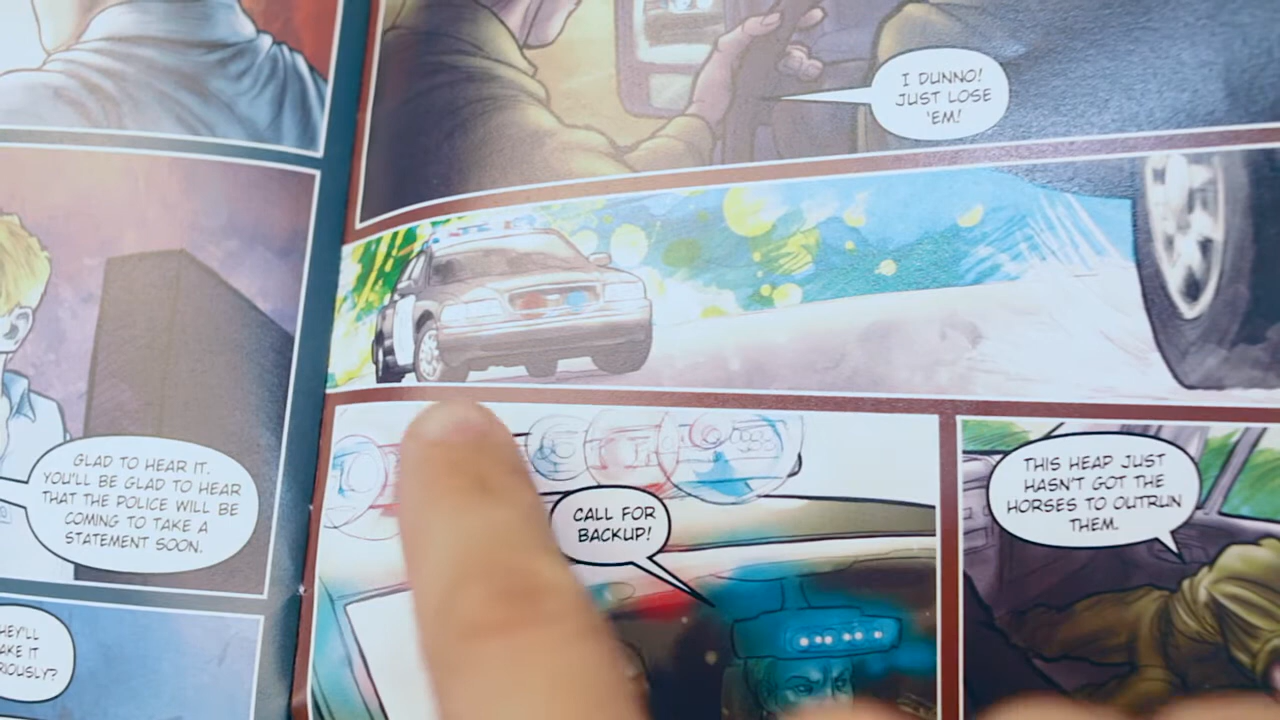 GLAD TO HEAR IT.
YOU'LL BE GLAD TO HEAR
THAT THE POLICE WILL BE
COMING TO TAKE A
STATEMENT SOON.
I DUNNO!
JUST LOSE
'EM!
CALL FOR
BACKUP!
THIS HEAP JUST
HASN'T GOT THE
HORSES TO OUTRUN
THEM.